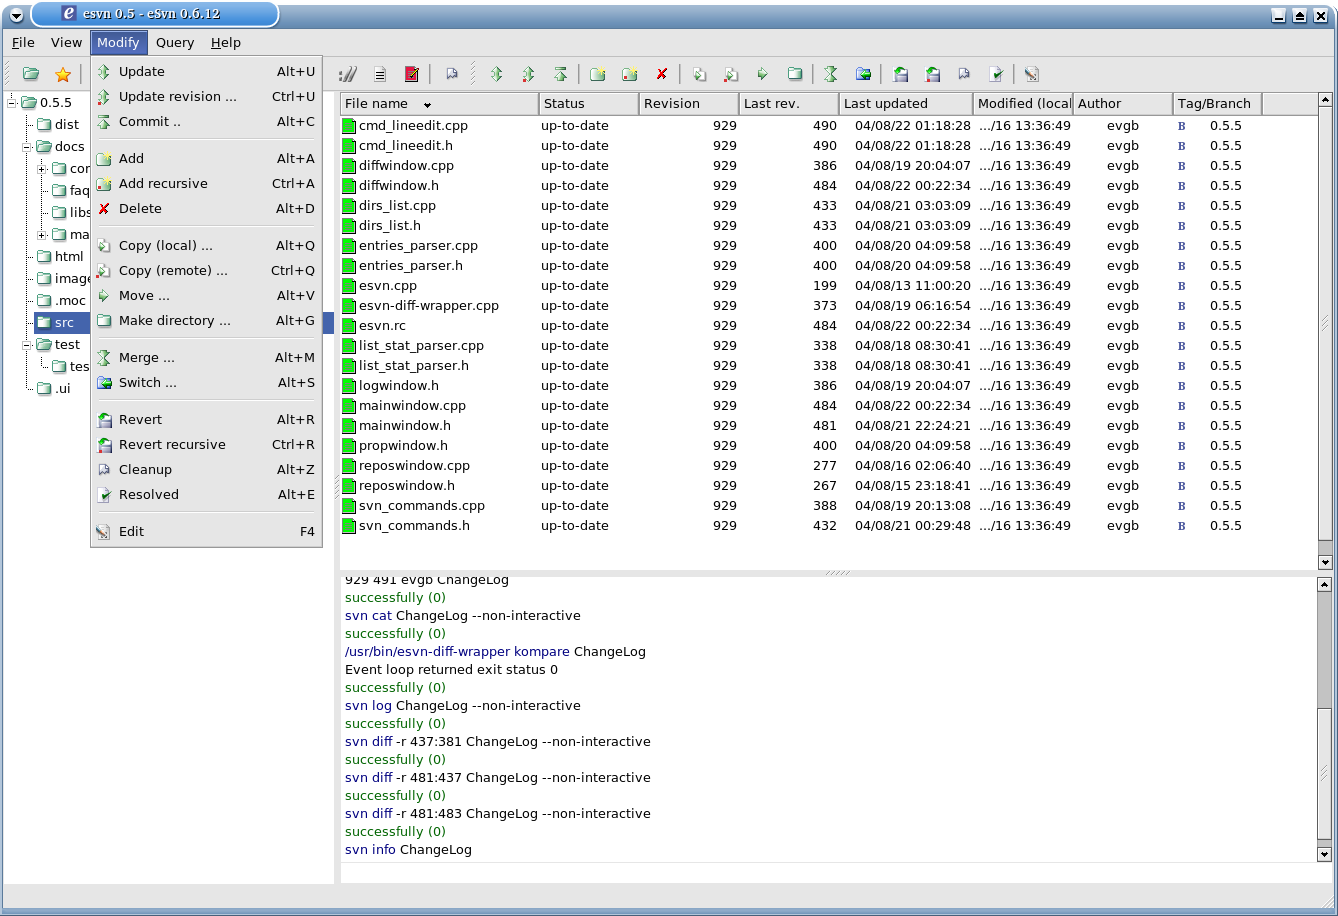 esvn 0.5 - eSvn 0.6.12
File View Modify Query Help
Update Alt+U
Update revision ... Ctrl+U
Commit .. Alt+C
Add Alt+A
Add recursive Ctrl+A
Delete Alt+D
Copy (local) ... Alt+Q
Copy (remote) ... Ctrl+Q
Move ... Alt+V
Make directory ... Alt+G
Merge ... Alt+M
Switch ... Alt+S
Revert Alt+R
Revert recursive Ctrl+R
Cleanup Alt+Z
Resolved Alt+E
Edit F4
0.5.5
dist
docs
faq
libs
html
.moc
src
test
.ui
File name Status Revision Last rev. Last updated Modified (local Author Tag/Branch
cmd_lineedit.cpp up-to-date 929 490 04/08/22 01:18:28 .../16 13:36:49 evgb B 0.5.5
cmd_lineedit.h up-to-date 929 490 04/08/22 01:18:28 .../16 13:36:49 evgb B 0.5.5
diffwindow.cpp up-to-date 929 386 04/08/19 20:04:07 .../16 13:36:49 evgb B 0.5.5
diffwindow.h up-to-date 929 484 04/08/22 00:22:34 .../16 13:36:49 evgb B 0.5.5
dirs_list.cpp up-to-date 929 433 04/08/21 03:03:09 .../16 13:36:49 evgb B 0.5.5
dirs_list.h up-to-date 929 433 04/08/21 03:03:09 .../16 13:36:49 evgb B 0.5.5
entries_parser.cpp up-to-date 929 400 04/08/20 04:09:58 .../16 13:36:49 evgb B 0.5.5
entries_parser.h up-to-date 929 400 04/08/20 04:09:58 .../16 13:36:49 evgb B 0.5.5
esvn.cpp up-to-date 929 199 04/08/13 11:00:20 .../16 13:36:49 evgb B 0.5.5
esvn-diff-wrapper.cpp up-to-date 929 373 04/08/19 06:16:54 .../16 13:36:49 evgb B 0.5.5
esvn.rc up-to-date 929 484 04/08/22 00:22:34 .../16 13:36:49 evgb B 0.5.5
list_stat_parser.cpp up-to-date 929 338 04/08/18 08:30:41 .../16 13:36:49 evgb B 0.5.5
list_stat_parser.h up-to-date 929 338 04/08/18 08:30:41 .../16 13:36:49 evgb B 0.5.5
logwindow.h up-to-date 929 386 04/08/19 20:04:07 .../16 13:36:49 evgb B 0.5.5
mainwindow.cpp up-to-date 929 484 04/08/22 00:22:34 .../16 13:36:49 evgb B 0.5.5
mainwindow.h up-to-date 929 481 04/08/21 22:24:21 .../16 13:36:49 evgb B 0.5.5
propwindow.h up-to-date 929 400 04/08/20 04:09:58 .../16 13:36:49 evgb B 0.5.5
reposwindow.cpp up-to-date 929 277 04/08/16 02:06:40 .../16 13:36:49 evgb B 0.5.5
reposwindow.h up-to-date 929 267 04/08/15 23:18:41 .../16 13:36:49 evgb B 0.5.5
svn_commands.cpp up-to-date 929 388 04/08/19 20:13:08 .../16 13:36:49 evgb B 0.5.5
svn_commands.h up-to-date 929 432 04/08/21 00:29:48 .../16 13:36:49 evgb B 0.5.5
929 491 evgb ChangeLog
successfully (0)
svn cat ChangeLog --non-interactive
successfully (0)
/usr/bin/esvn-diff-wrapper kompare ChangeLog
Event loop returned exit status 0
successfully (0)
svn log ChangeLog --non-interactive
successfully (0)
svn diff -r 437:381 ChangeLog --non-interactive
successfully (0)
svn diff -r 481:437 ChangeLog --non-interactive
successfully (0)
svn diff -r 481:483 ChangeLog --non-interactive
successfully (0)
svn info ChangeLog